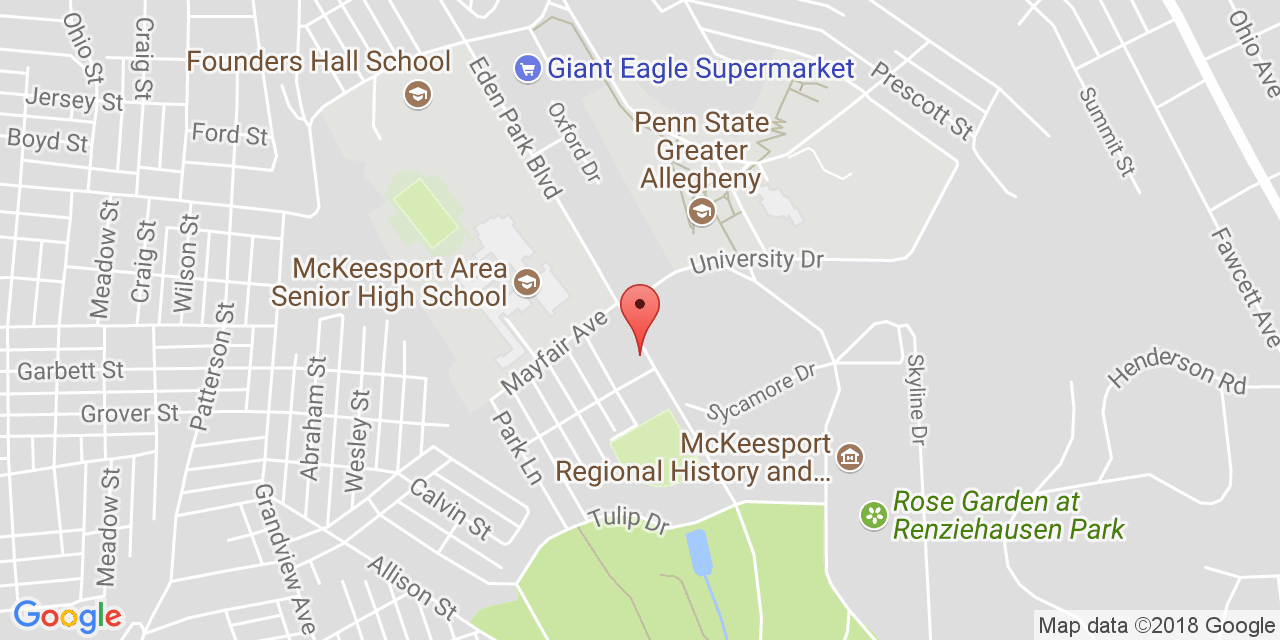 Ohio St
Craig St
Founders Hall School
Eden Park Blvd
Giant Eagle Supermarket
Ohio Ave
Jersey St
Oxford Dr
Prescott St
Summit St
Boyd St
Ford St
Penn State
Greater
Allegheny
Meadow St
Craig St
Wilson St
University Dr
Fawcett Ave
McKeesport Area
Senior High School
Patterson St
Mayfair Ave
Garbett St
Grover St
Abraham St
Wesley St
Sycamore Dr
Skyline Dr
Henderson Rd
Park Ln
McKeesport
Regional History and...
Meadow St
Grandview Ave
Calvin St
Tulip Dr
Rose Garden at
Renziehausen Park
Allison St
Google
Map data ©2018 Google